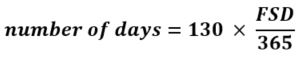 number of days = 130 × FSD/365